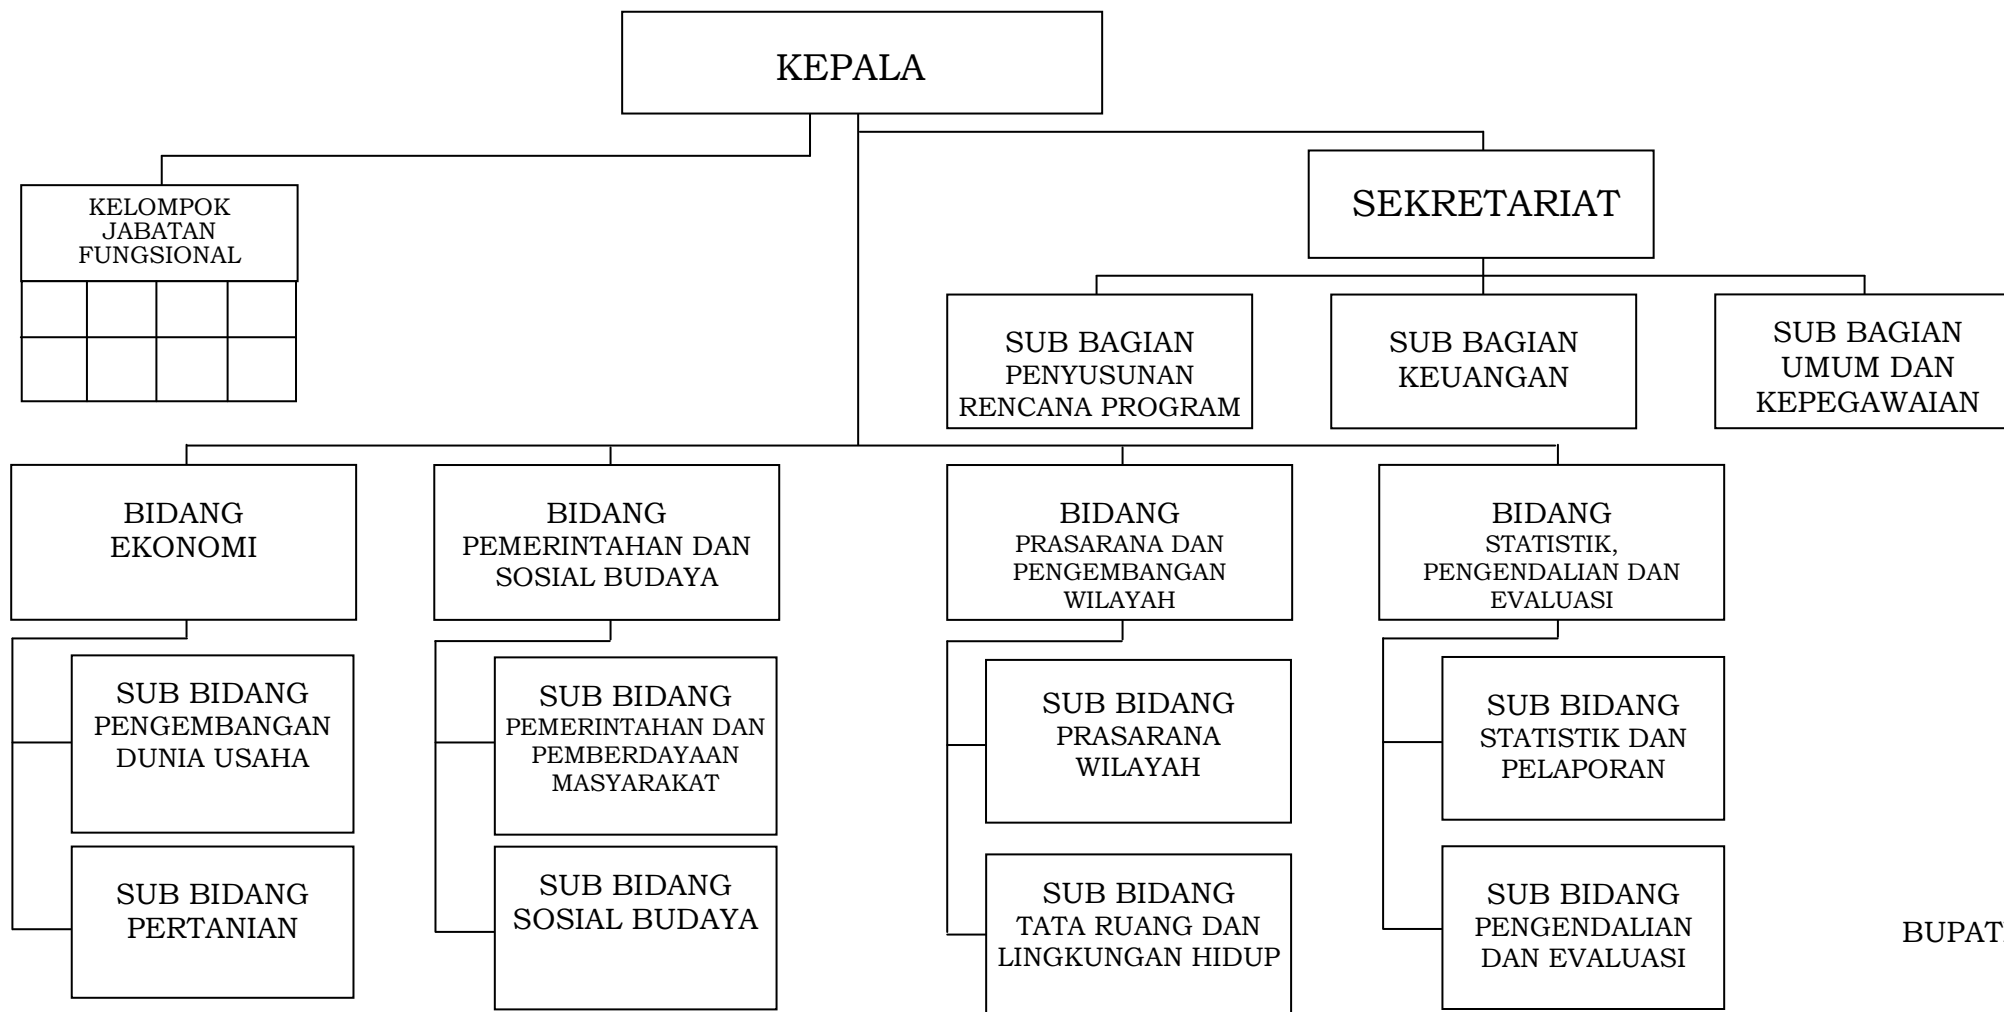 KEPALA
SEKRETARIAT
KELOMPOK
JABATAN
FUNGSIONAL
SUB BAGIAN
PENYUSUNAN
RENCANA PROGRAM
SUB BAGIAN
KEUANGAN
SUB BAGIAN
UMUM DAN
KEPEGAWAIAN
BIDANG
EKONOMI
BIDANG
PEMERINTAHAN DAN
SOSIAL BUDAYA
BIDANG
PRASARANA DAN
PENGEMBANGAN
WILAYAH
BIDANG
STATISTIK,
PENGENDALIAN DAN
EVALUASI
SUB BIDANG
PENGEMBANGAN
DUNIA USAHA
SUB BIDANG
PEMERINTAHAN DAN
PEMBERDAYAAN
MASYARAKAT
SUB BIDANG
PRASARANA
WILAYAH
SUB BIDANG
STATISTIK DAN
PELAPORAN
SUB BIDANG
PERTANIAN
SUB BIDANG
SOSIAL BUDAYA
SUB BIDANG
TATA RUANG DAN
LINGKUNGAN HIDUP
SUB BIDANG
PENGENDALIAN
DAN EVALUASI